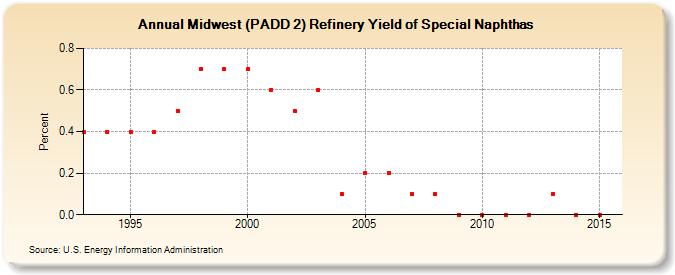 Annual Midwest (PADD 2) Refinery Yield of Special Naphthas
Percent
0.8
0.6
0.4
0.2
0.0
1995 2000 2005 2010 2015
Source: U.S. Energy Information Administration